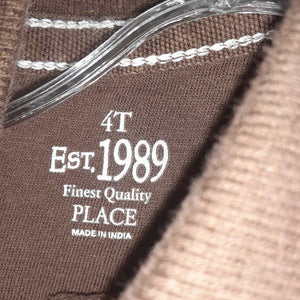 4T
EST. 1989
Finest Quality
PLACE
MADE IN INDIA